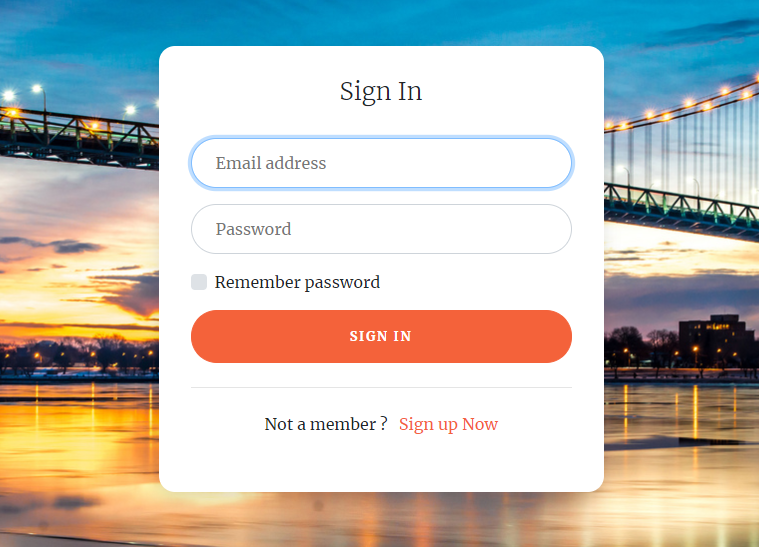 Sign In
Email address
Password
Remember password
SIGN IN
Not a member ? Sign up Now